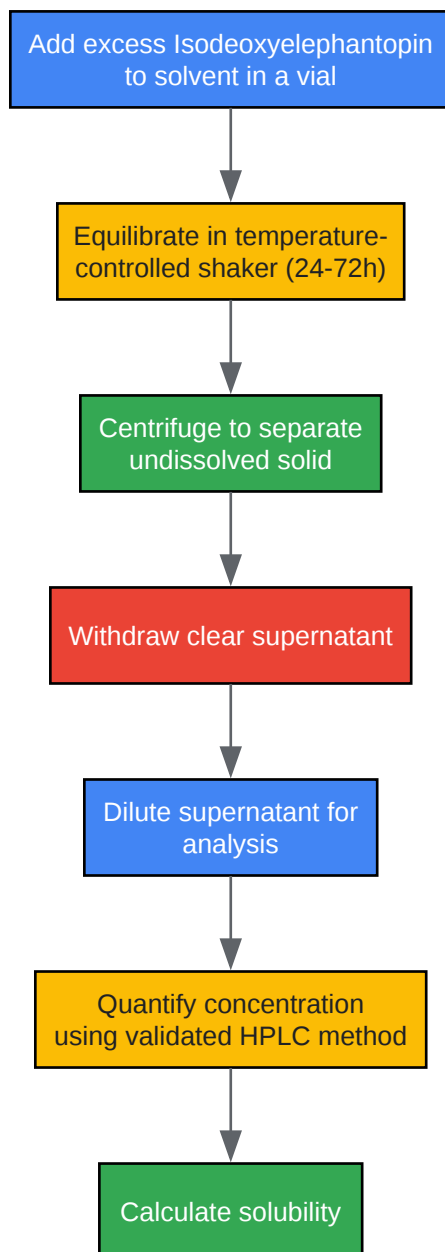 Add excess Isodeoxyelephantopin
to solvent in a vial
Equilibrate in temperature-
controlled shaker (24-72h)
Centrifuge to separate
undissolved solid
Withdraw clear supernatant
Dilute supernatant for
analysis
Quantify concentration
using validated HPLC method
Calculate solubility